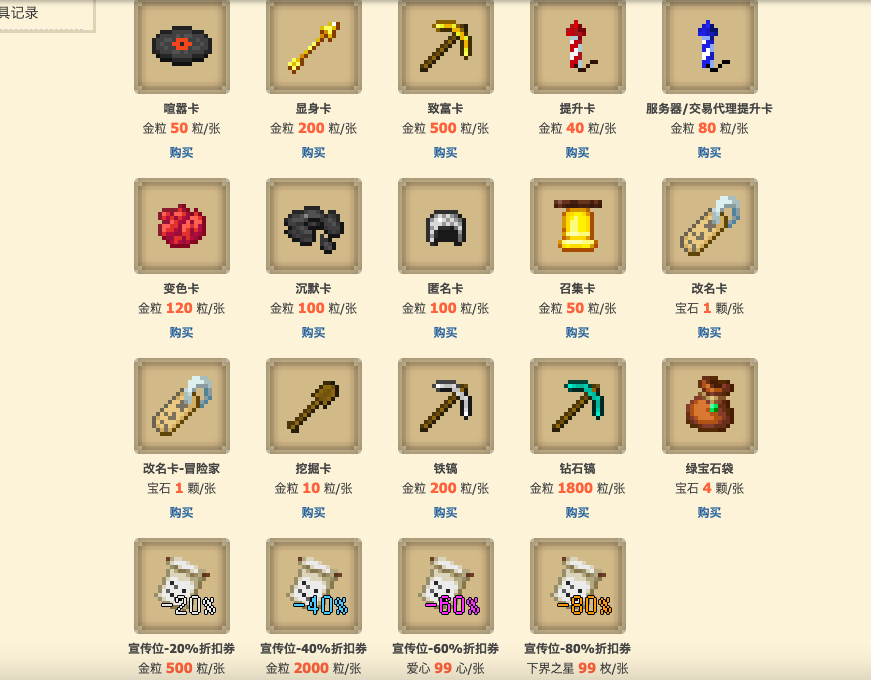 具记录
喧嚣卡
金粒 50 粒/张
购买
显身卡
金粒 200 粒/张
购买
致富卡
金粒 500 粒/张
购买
提升卡
金粒 40 粒/张
购买
服务器/交易代理提升卡
金粒 80 粒/张
购买
变色卡
金粒 120 粒/张
购买
沉默卡
金粒 100 粒/张
购买
匿名卡
金粒 100 粒/张
购买
召集卡
金粒 50 粒/张
购买
改名卡
宝石 1 颗/张
购买
改名卡-冒险家
宝石 1 颗/张
购买
挖掘卡
金粒 10 粒/张
购买
铁镐
金粒 200 粒/张
购买
钻石镐
金粒 1800 粒/张
购买
绿宝石袋
宝石 4 颗/张
购买
-20%
宣传位-20%折扣券
金粒 500 粒/张
-40%
宣传位-40%折扣券
金粒 2000 粒/张
-60%
宣传位-60%折扣券
爱心 99 心/张
-80%
宣传位-80%折扣券
下界之星 99 枚/张